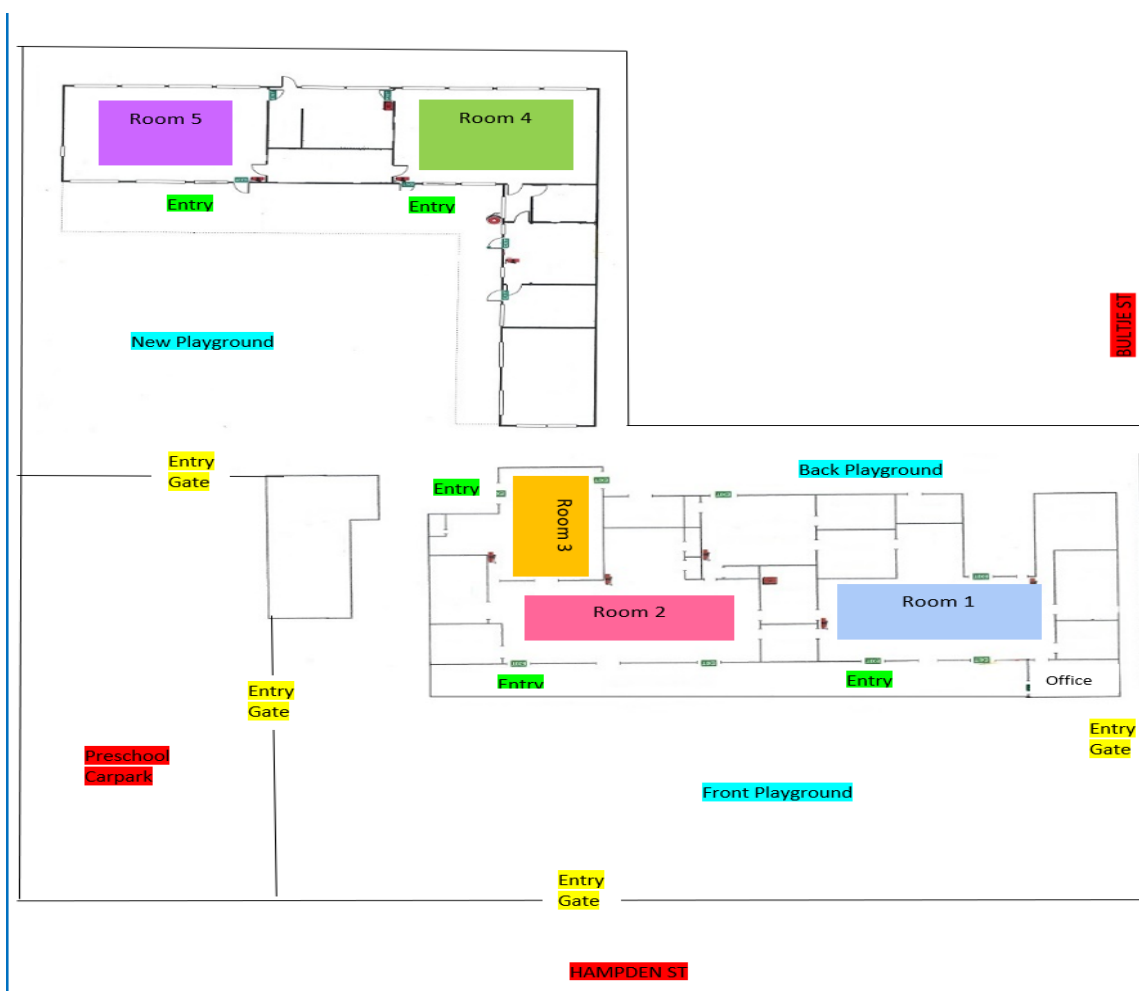 Room 5
Room 4
Entry
Entry
New Playground
BULTJE ST
Entry
Gate
Back Playground
Entry
Room 3
Room 2
Room 1
Entry
Entry
Office
Entry
Gate
Entry
Gate
Preschool
Carpark
Front Playground
Entry
Gate
HAMPDEN ST